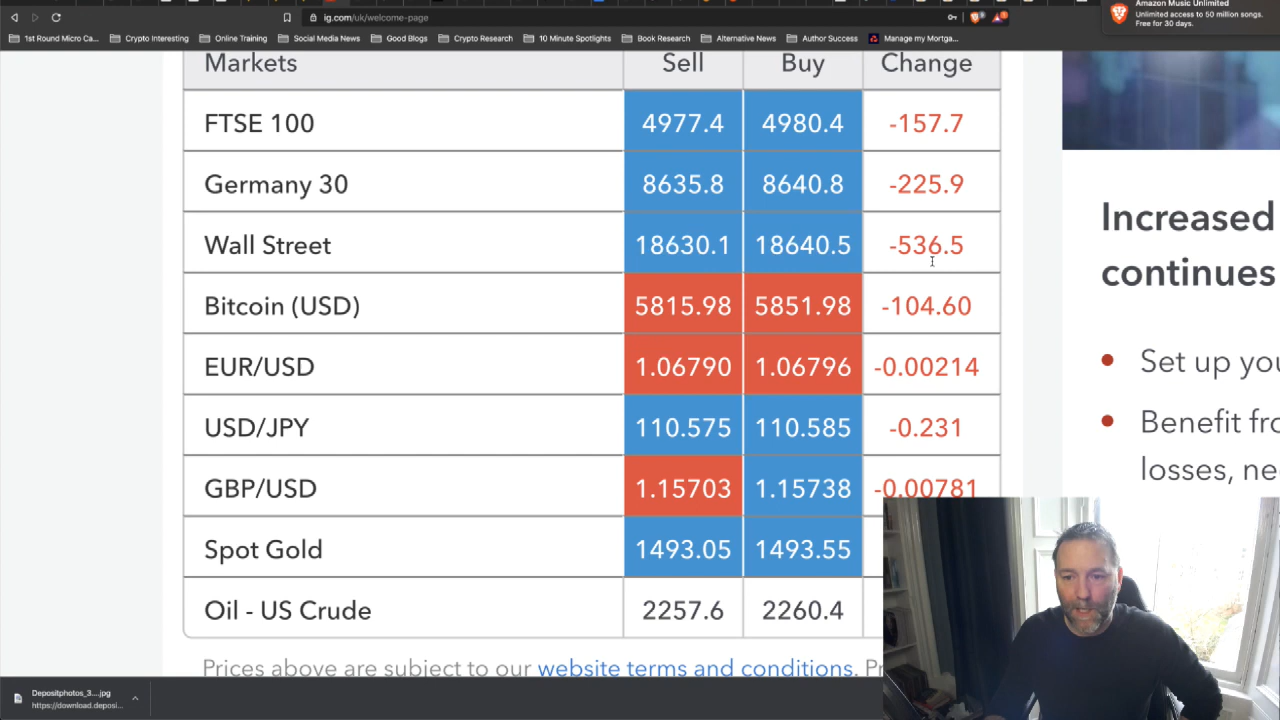 ig.com/uk/welcome-page
Amazon Music Unlimited
Unlimited access to 50 million songs.
Free for 30 days.
1st Round Micro Ca... Crypto Interesting Online Training Social Media News Good Blogs Crypto Research 10 Minute Spotlights Book Research Alternative News Author Success Manage my Mortga...
Markets Sell Buy Change
FTSE 100 4977.4 4980.4 -157.7
Germany 30 8635.8 8640.8 -225.9
Wall Street 18630.1 18640.5 -536.5
Bitcoin (USD) 5815.98 5851.98 -104.60
EUR/USD 1.06790 1.06796 -0.00214
USD/JPY 110.575 110.585 -0.231
GBP/USD 1.15703 1.15738 -0.00781
Spot Gold 1493.05 1493.55
Oil - US Crude 2257.6 2260.4
Prices above are subject to our website terms and conditions. Pr
Increased
continues
Set up you
Benefit fro
losses, ne
Depositphotos_3....jpg
https://download.deposi...